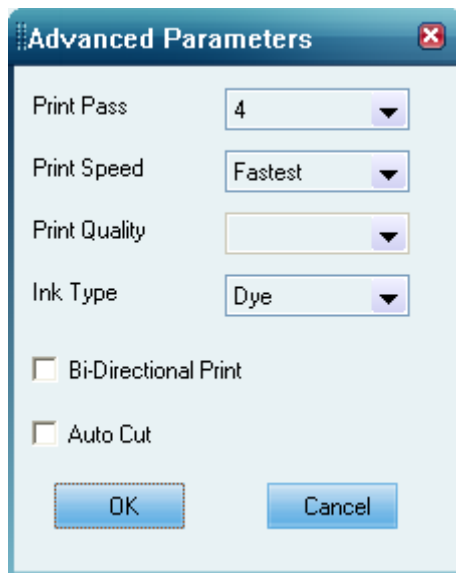 Advanced Parameters
Print Pass 4
Print Speed Fastest
Print Quality
Ink Type Dye
Bi-Directional Print
Auto Cut
OK Cancel